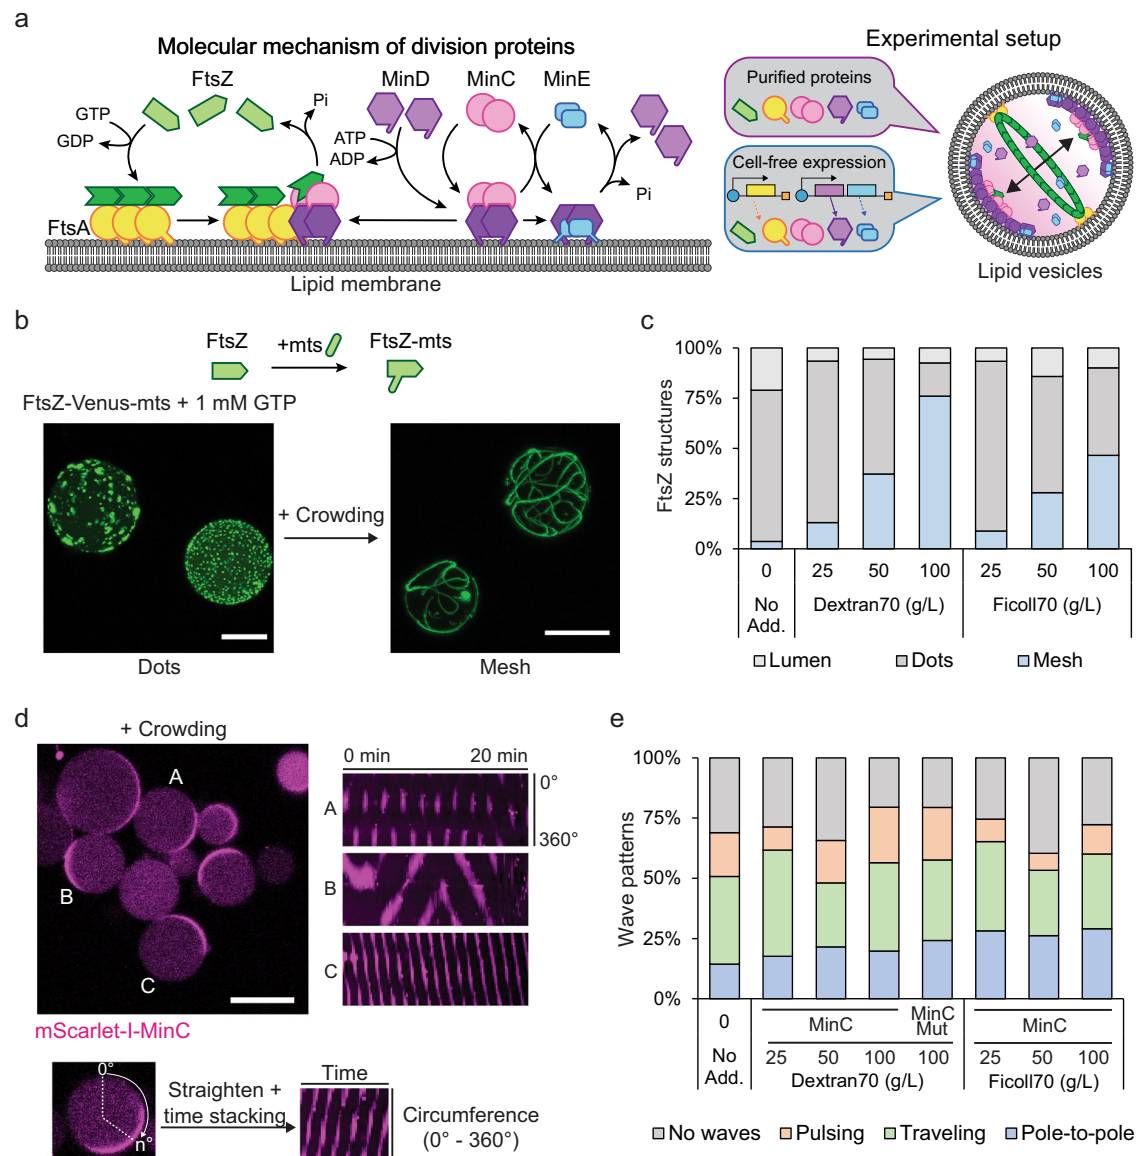 a
Molecular mechanism of division proteins
Experimental setup
FtsZ
MinD
MinC
MinE
GTP
GDP
Pi
ATP
ADP
Pi
FtsA
Lipid membrane
Purified proteins
Cell-free expression
Lipid vesicles
b
FtsZ
+mts
FtsZ-mts
FtsZ-Venus-mts + 1 mM GTP
+ Crowding
Dots
Mesh
c
FtsZ structures
100%
75%
50%
25%
0%
0
25
50
100
25
50
100
No
Add.
Dextran70 (g/L)
Ficoll70 (g/L)
Lumen
Dots
Mesh
d
+ Crowding
A
B
C
mScarlet-I-MinC
0 min
20 min
A
0°
360°
B
C
0°
n°
Straighten +
time stacking
Time
Circumference
(0° - 360°)
e
Wave patterns
100%
75%
50%
25%
0%
0
MinC
MinC
Mut
MinC
No
Add.
25
50
100
100
25
50
100
Dextran70 (g/L)
Ficoll70 (g/L)
No waves
Pulsing
Traveling
Pole-to-pole